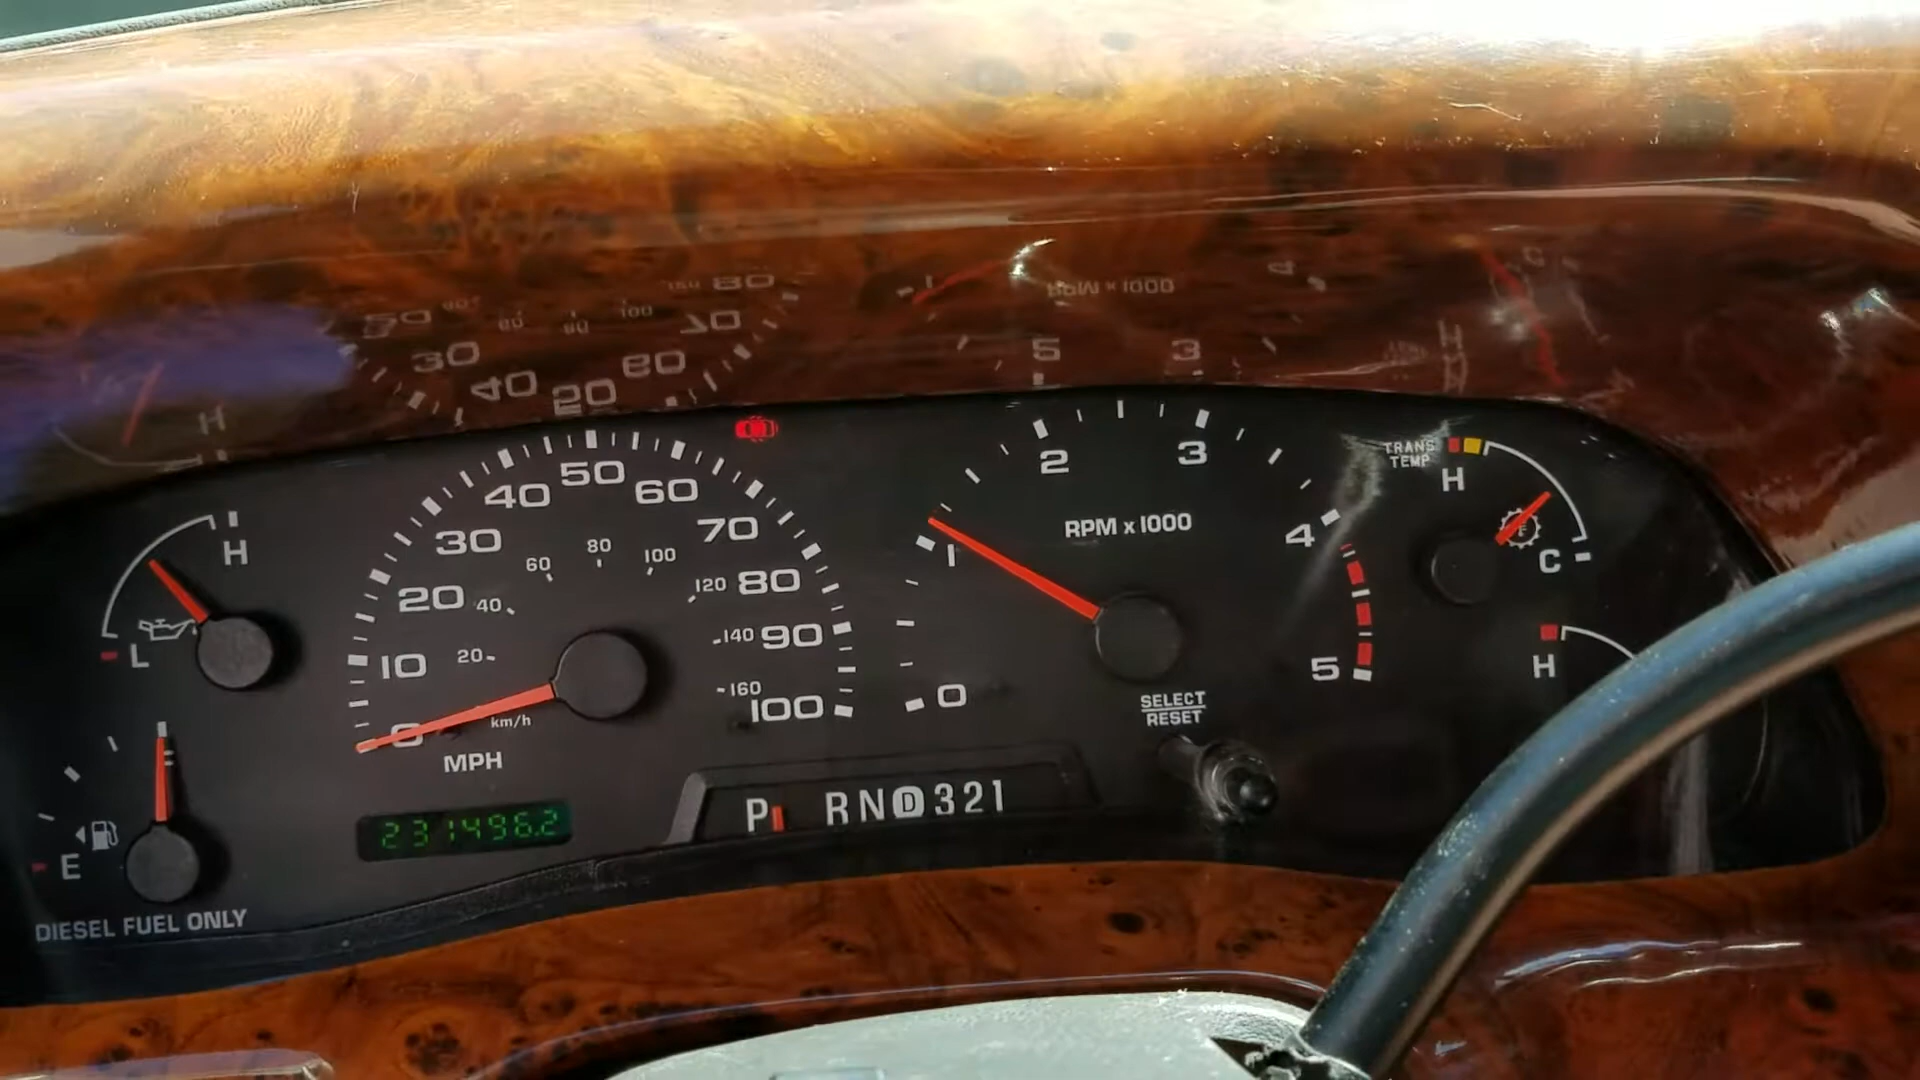 H
L
E
DIESEL FUEL ONLY
0
10
20
30
40
50
60
70
80
90
100
20
40
60
80
100
120
140
160
km/h
MPH
231496.2
P R N D 3 2 1
0
1
2
3
4
5
RPM x 1000
SELECT
RESET
TRANS
TEMP
H
C
H